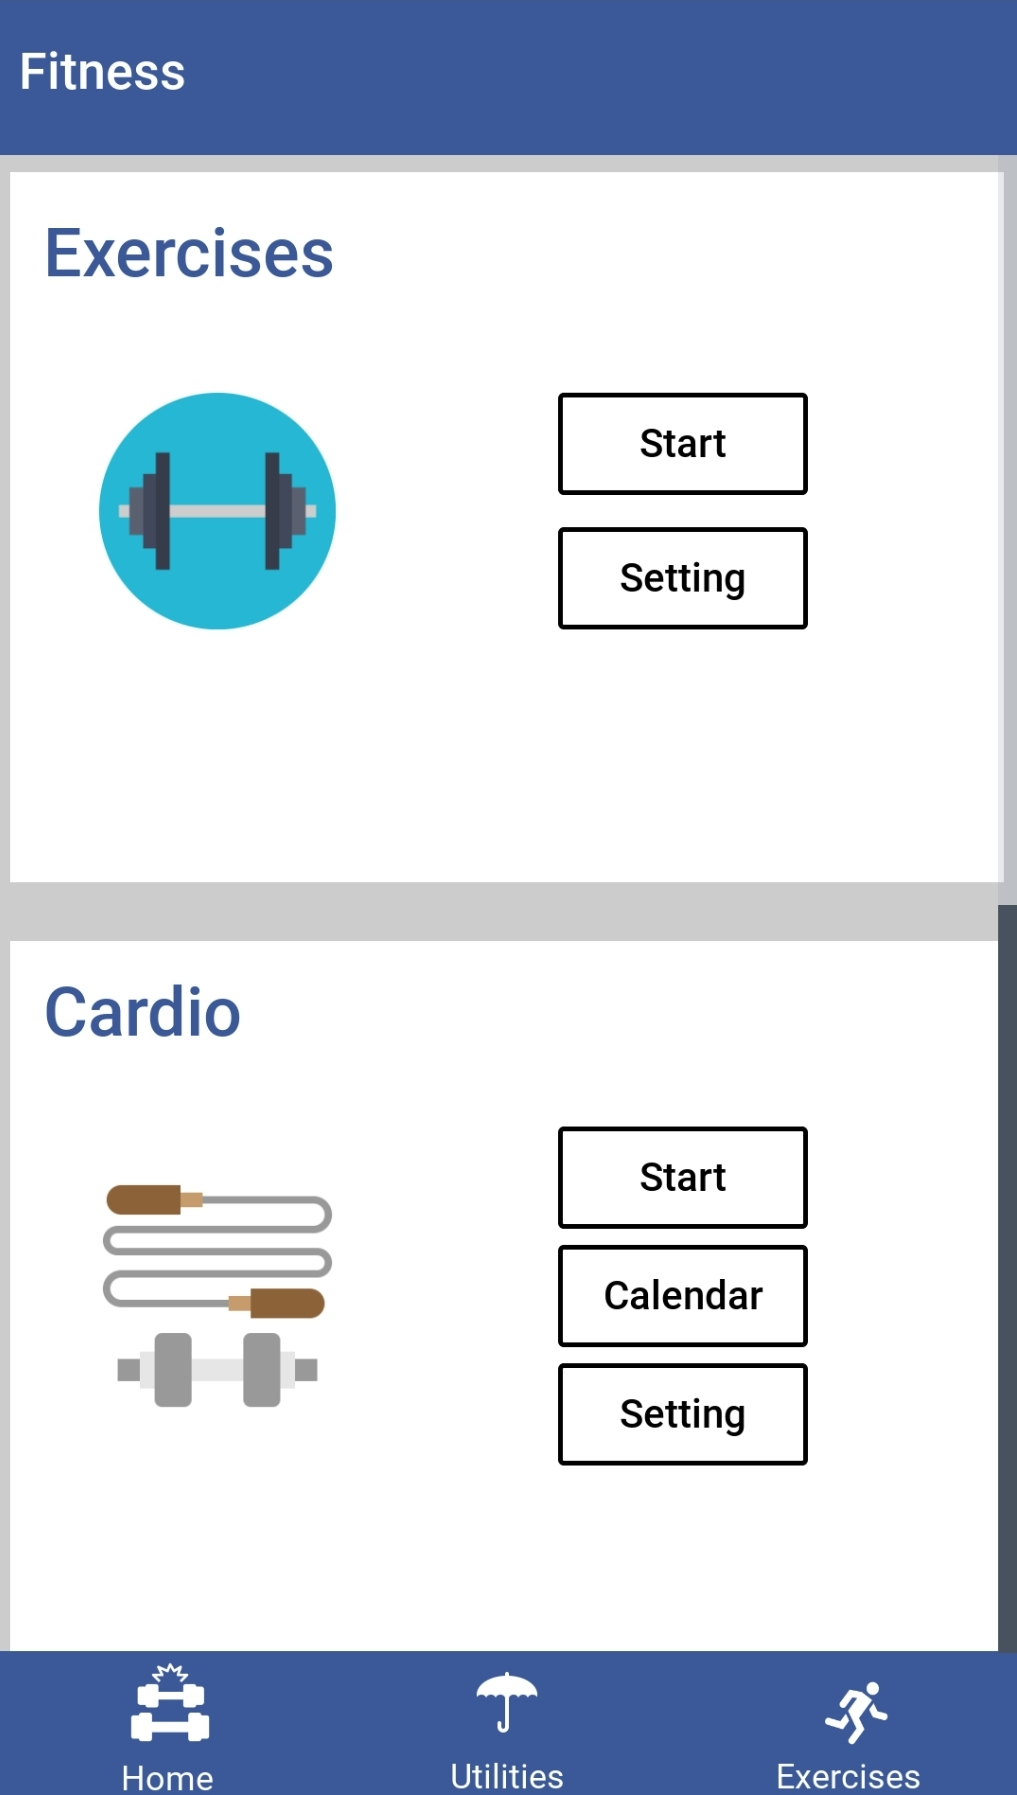 Fitness
Exercises
Start
Setting
Cardio
Start
Calendar
Setting
Home
Utilities
Exercises